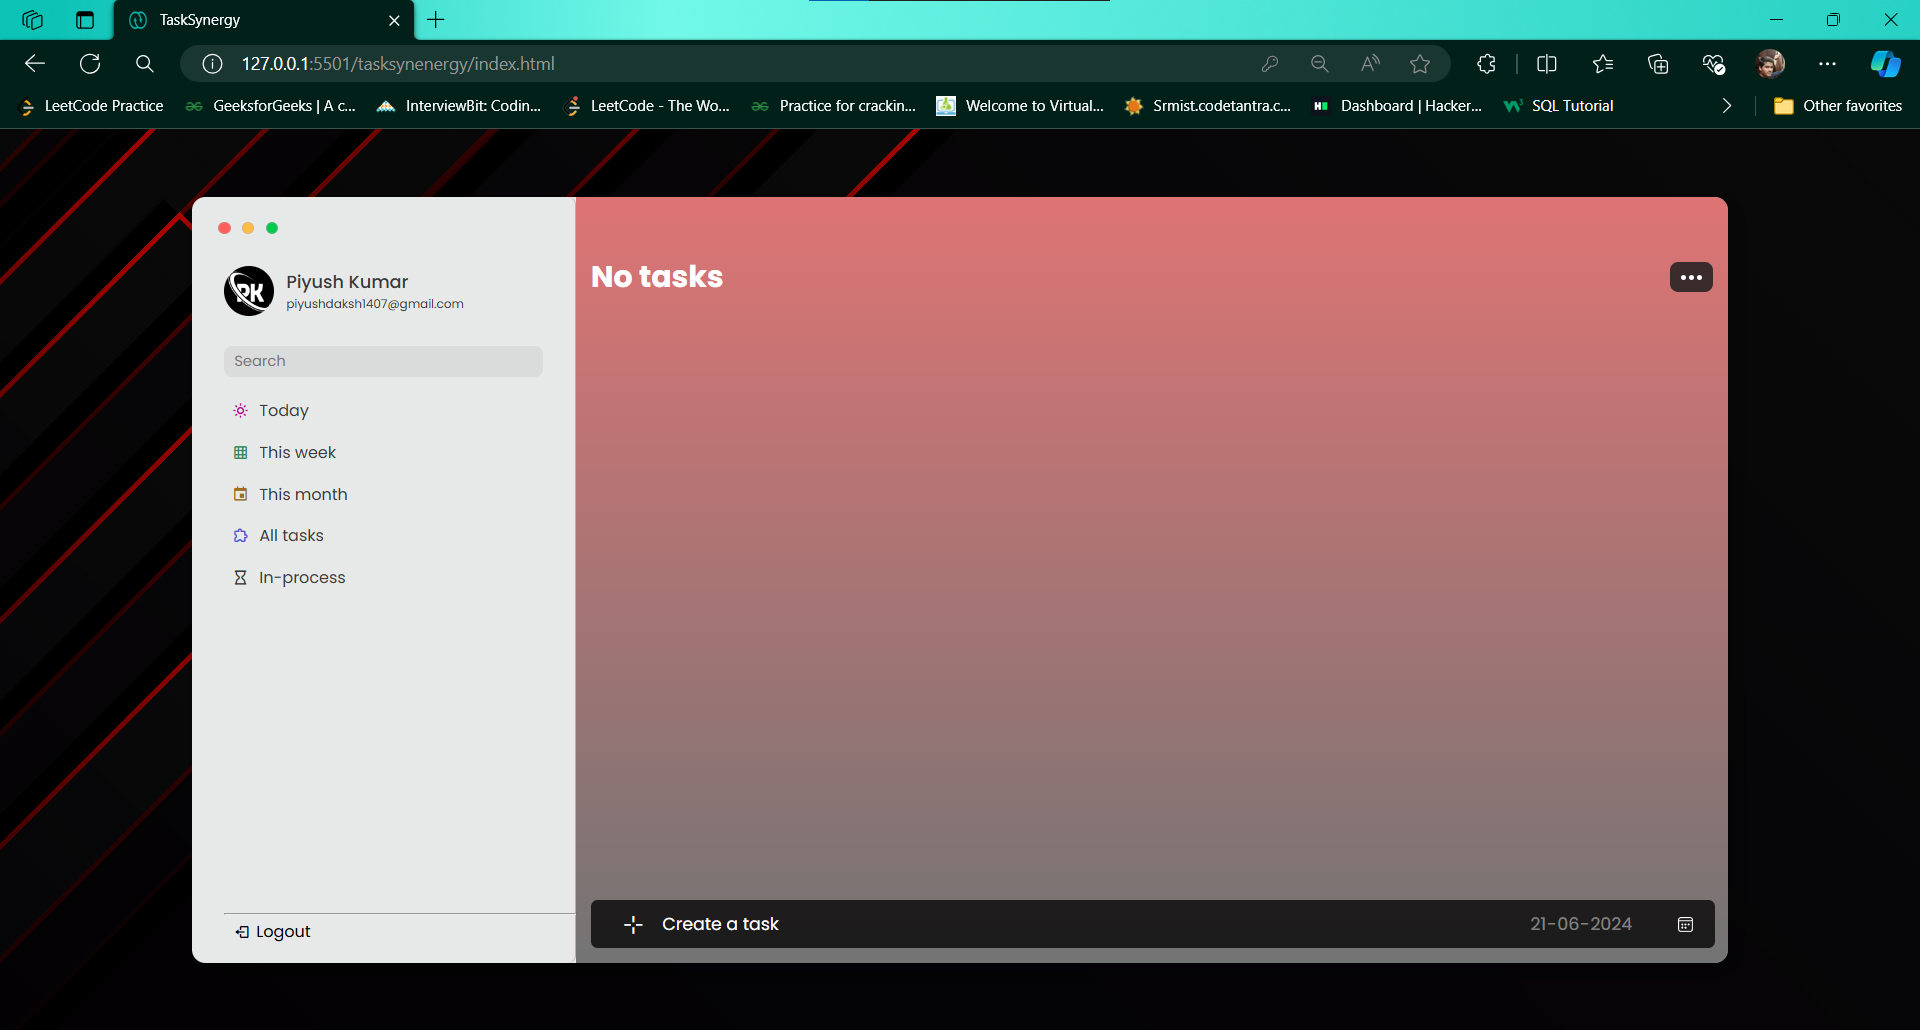 TaskSynergy
127.0.0.1:5501/tasksynenergy/index.html
LeetCode Practice GeeksforGeeks | A c... InterviewBit: Codin... LeetCode - The Wo... Practice for crackin... Welcome to Virtual... Srmist.codetantra.c... Dashboard | Hacker... SQL Tutorial Other favorites
PK
Piyush Kumar
piyushdaksh1407@gmail.com
Search
Today
This week
This month
All tasks
In-process
Logout
No tasks
Create a task 21-06-2024